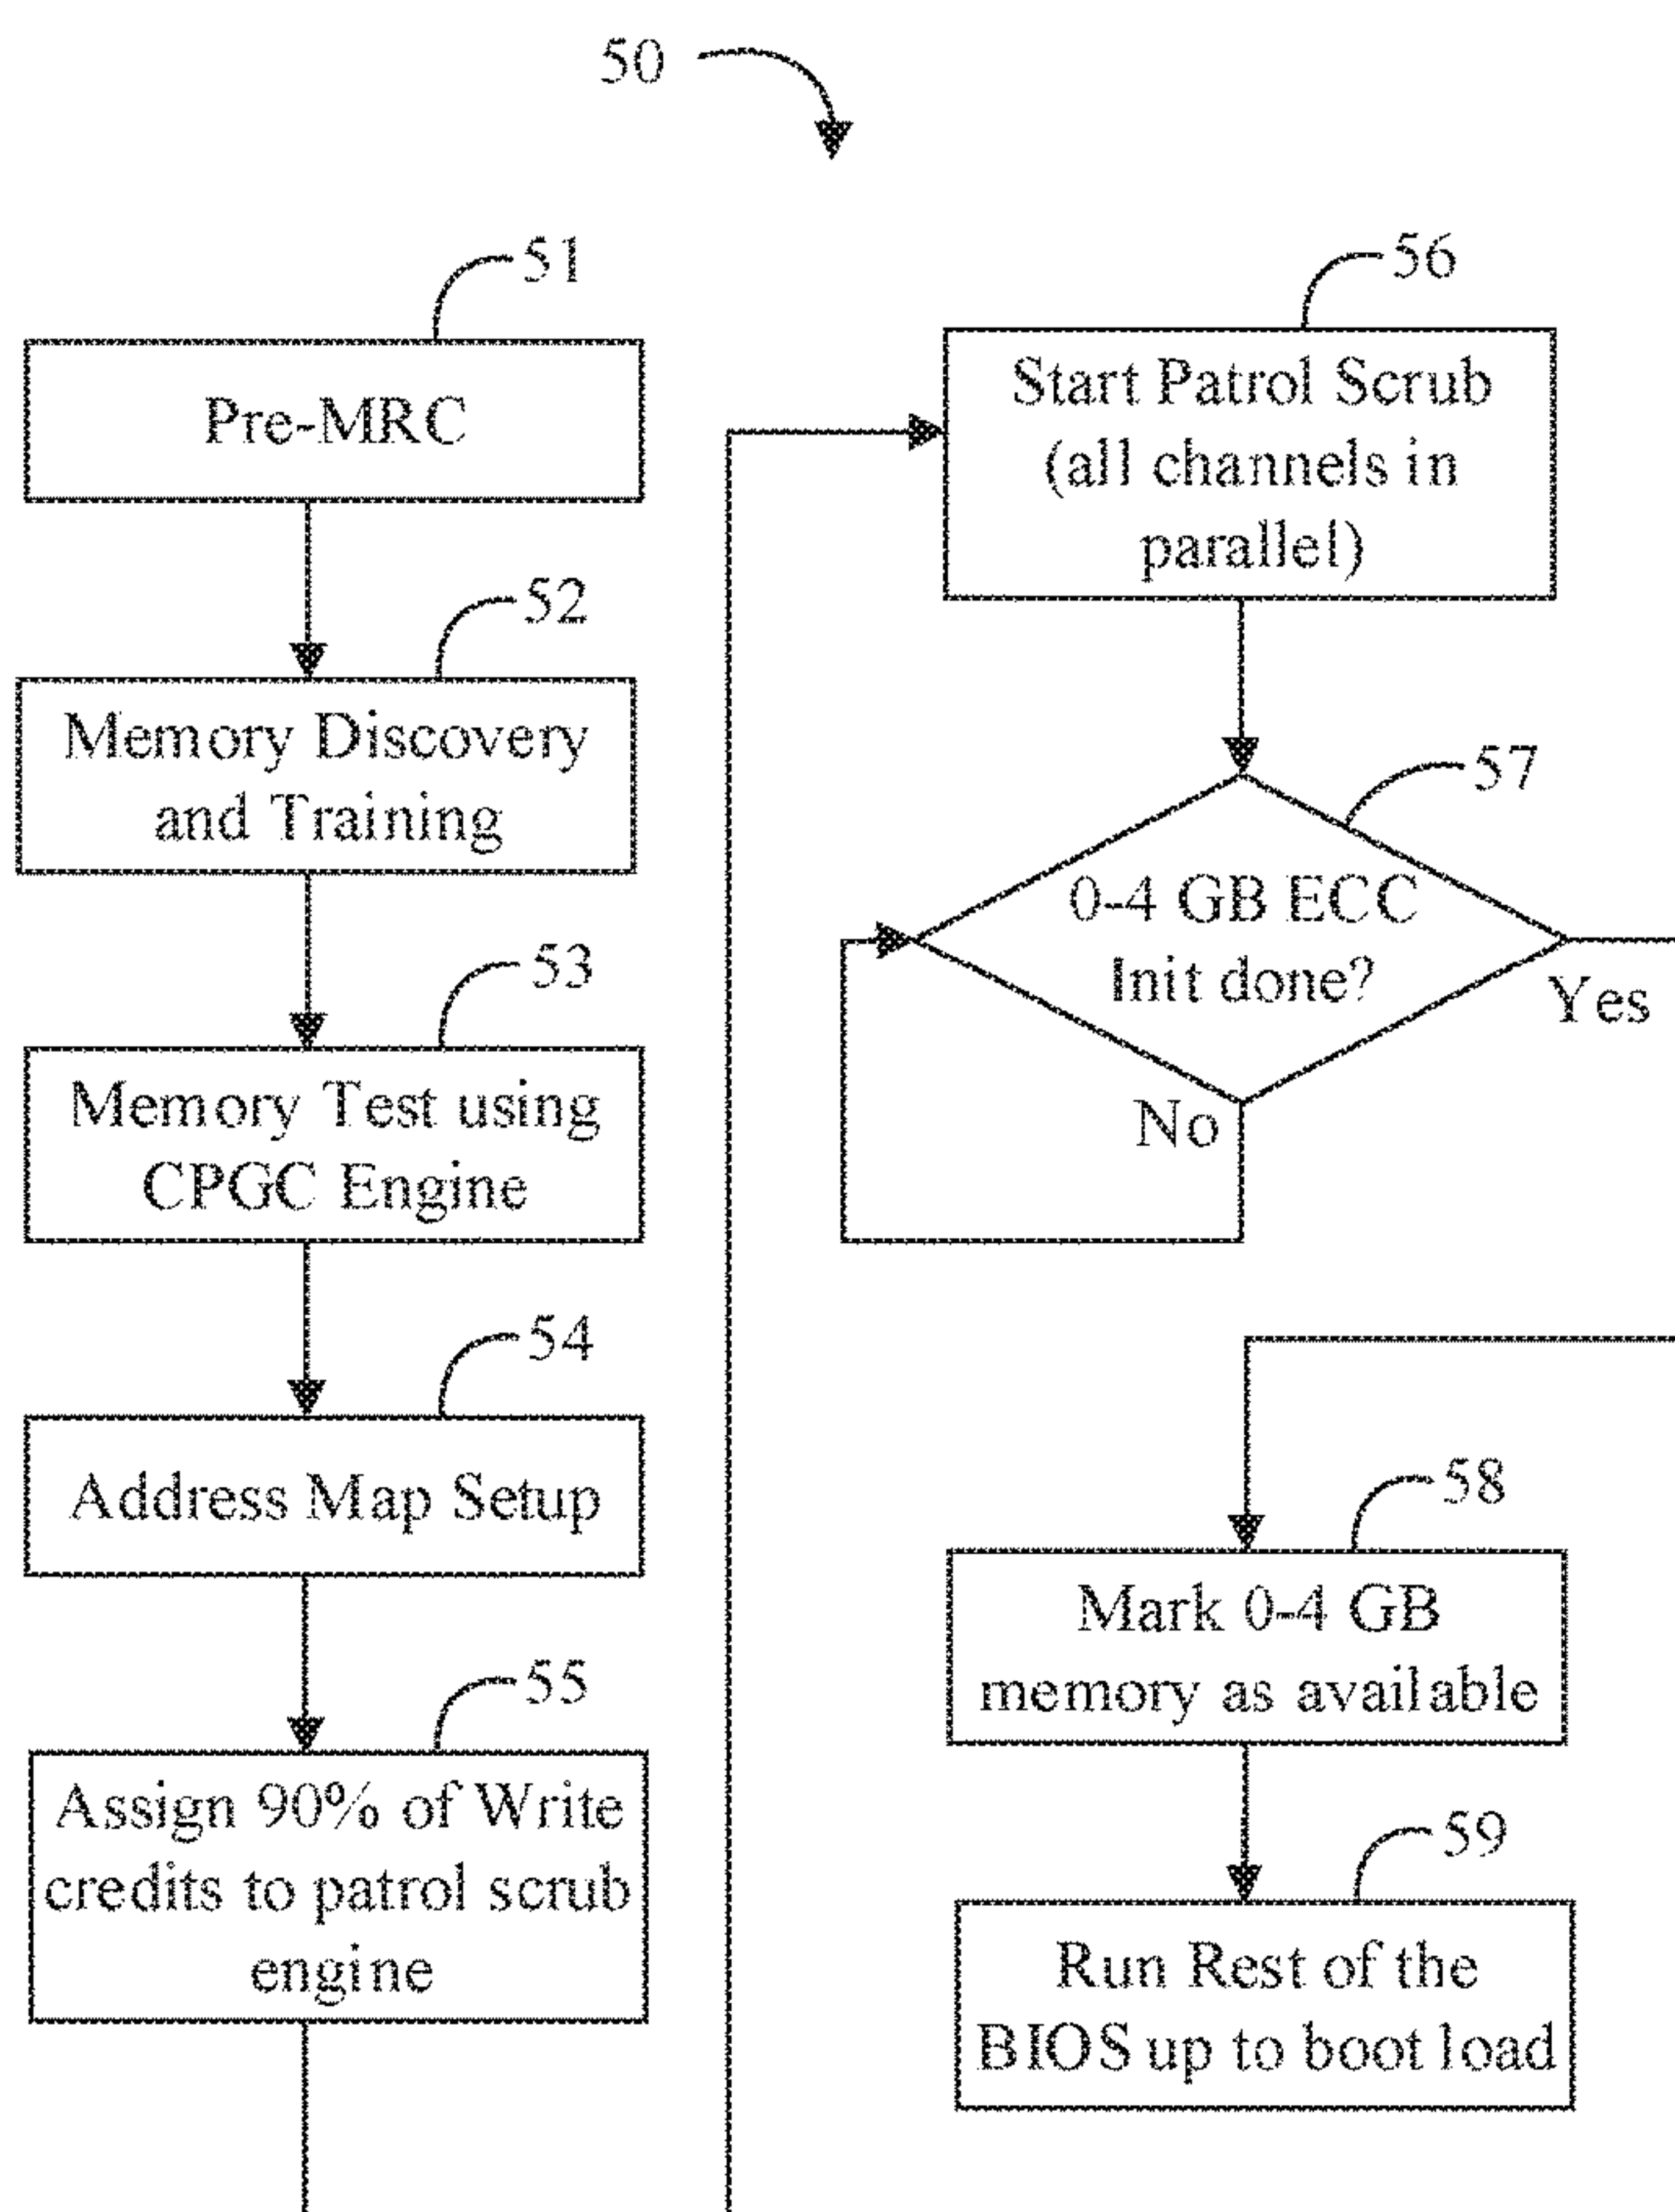 50
51
Pre-MRC
52
Memory Discovery
and Training
53
Memory Test using
CPGC Engine
54
Address Map Setup
55
Assign 90% of Write
credits to patrol scrub
engine
56
Start Patrol Scrub
(all channels in
parallel)
57
0-4 GB ECC
Init done?
Yes
No
58
Mark 0-4 GB
memory as available
59
Run Rest of the
BIOS up to boot load